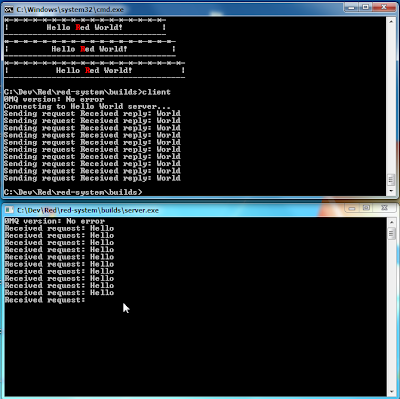 C:\Windows\system32\cmd.exe
Hello Red World!
Hello Red World!
Hello Red World!
C:\Dev\Red\red-system\builds>client
0MQ version: No error
Connecting to Hello World server...
Sending request Received reply: World
Sending request Received reply: World
Sending request Received reply: World
Sending request Received reply: World
Sending request Received reply: World
Sending request Received reply: World
Sending request Received reply: World
Sending request Received reply: World
Sending request Received reply: World
Sending request Received reply: World
C:\Dev\Red\red-system\builds>
C:\Dev\Red\red-system\builds\server.exe
0MQ version: No error
Received request: Hello
Received request: Hello
Received request: Hello
Received request: Hello
Received request: Hello
Received request: Hello
Received request: Hello
Received request: Hello
Received request: Hello
Received request: Hello
Received request: